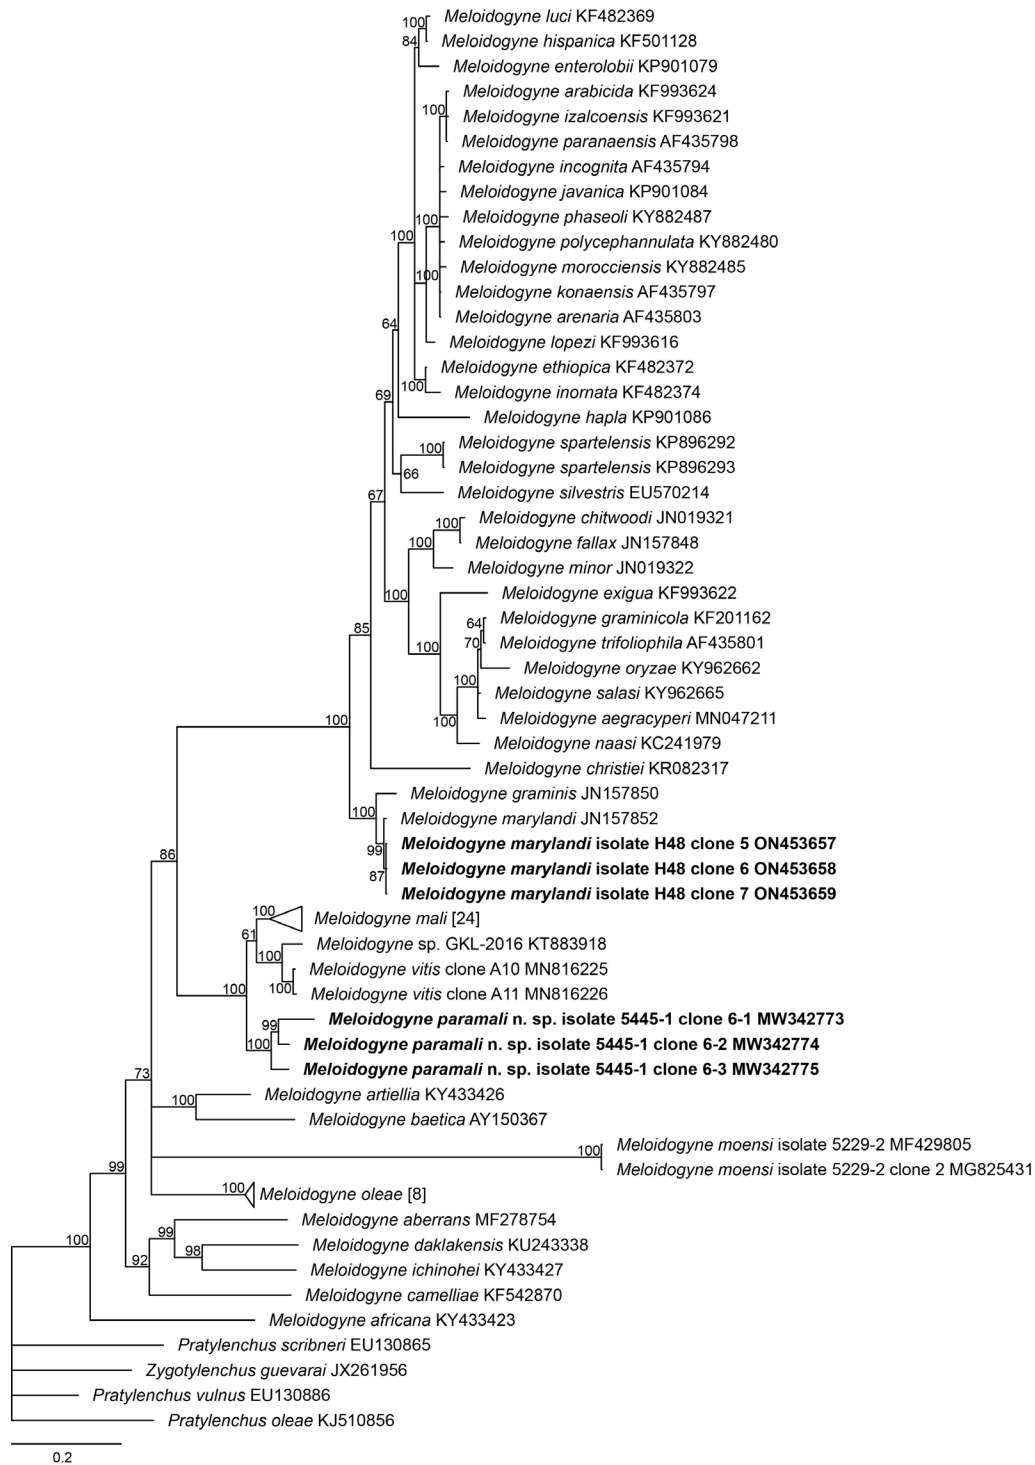 100
Meloidogyne luci KF482369
84
Meloidogyne hispanica KF501128
Meloidogyne enterolobii KP901079
Meloidogyne arabicida KF993624
100
Meloidogyne izalcoensis KF993621
Meloidogyne paranaensis AF435798
Meloidogyne incognita AF435794
Meloidogyne javanica KP901084
100
Meloidogyne phaseoli KY882487
100
Meloidogyne polycephannulata KY882480
100
Meloidogyne morocciensis KY882485
Meloidogyne konaensis AF435797
64
Meloidogyne arenaria AF435803
Meloidogyne lopezi KF993616
Meloidogyne ethiopica KF482372
100
69
Meloidogyne inornata KF482374
Meloidogyne hapla KP901086
100
Meloidogyne spartelensis KP896292
66
Meloidogyne spartelensis KP896293
67
Meloidogyne silvestris EU570214
100
Meloidogyne chitwoodi JN019321
100
Meloidogyne fallax JN157848
Meloidogyne minor JN019322
100
Meloidogyne exigua KF993622
64
Meloidogyne graminicola KF201162
85
70
Meloidogyne trifoliophila AF435801
100
Meloidogyne oryzae KY962662
100
Meloidogyne salasi KY962665
100
100
Meloidogyne aegracyperi MN047211
Meloidogyne naasi KC241979
Meloidogyne christiei KR082317
Meloidogyne graminis JN157850
100
Meloidogyne marylandi JN157852
99
Meloidogyne marylandi isolate H48 clone 5 ON453657
86
87
Meloidogyne marylandi isolate H48 clone 6 ON453658
Meloidogyne marylandi isolate H48 clone 7 ON453659
100
Meloidogyne mali [24]
61
Meloidogyne sp. GKL-2016 KT883918
100
Meloidogyne vitis clone A10 MN816225
100
100
Meloidogyne vitis clone A11 MN816226
99
Meloidogyne paramali n. sp. isolate 5445-1 clone 6-1 MW342773
100
Meloidogyne paramali n. sp. isolate 5445-1 clone 6-2 MW342774
73
Meloidogyne paramali n. sp. isolate 5445-1 clone 6-3 MW342775
100
Meloidogyne artiellia KY433426
Meloidogyne baetica AY150367
100
Meloidogyne moensi isolate 5229-2 MF429805
99
Meloidogyne moensi isolate 5229-2 clone 2 MG825431
100
Meloidogyne oleae [8]
99
Meloidogyne aberrans MF278754
100
98
Meloidogyne daklakensis KU243338
92
Meloidogyne ichinohei KY433427
Meloidogyne camelliae KF542870
Meloidogyne africana KY433423
Pratylenchus scribneri EU130865
Zygotylenchus guevarai JX261956
Pratylenchus vulnus EU130886
Pratylenchus oleae KJ510856
0.2